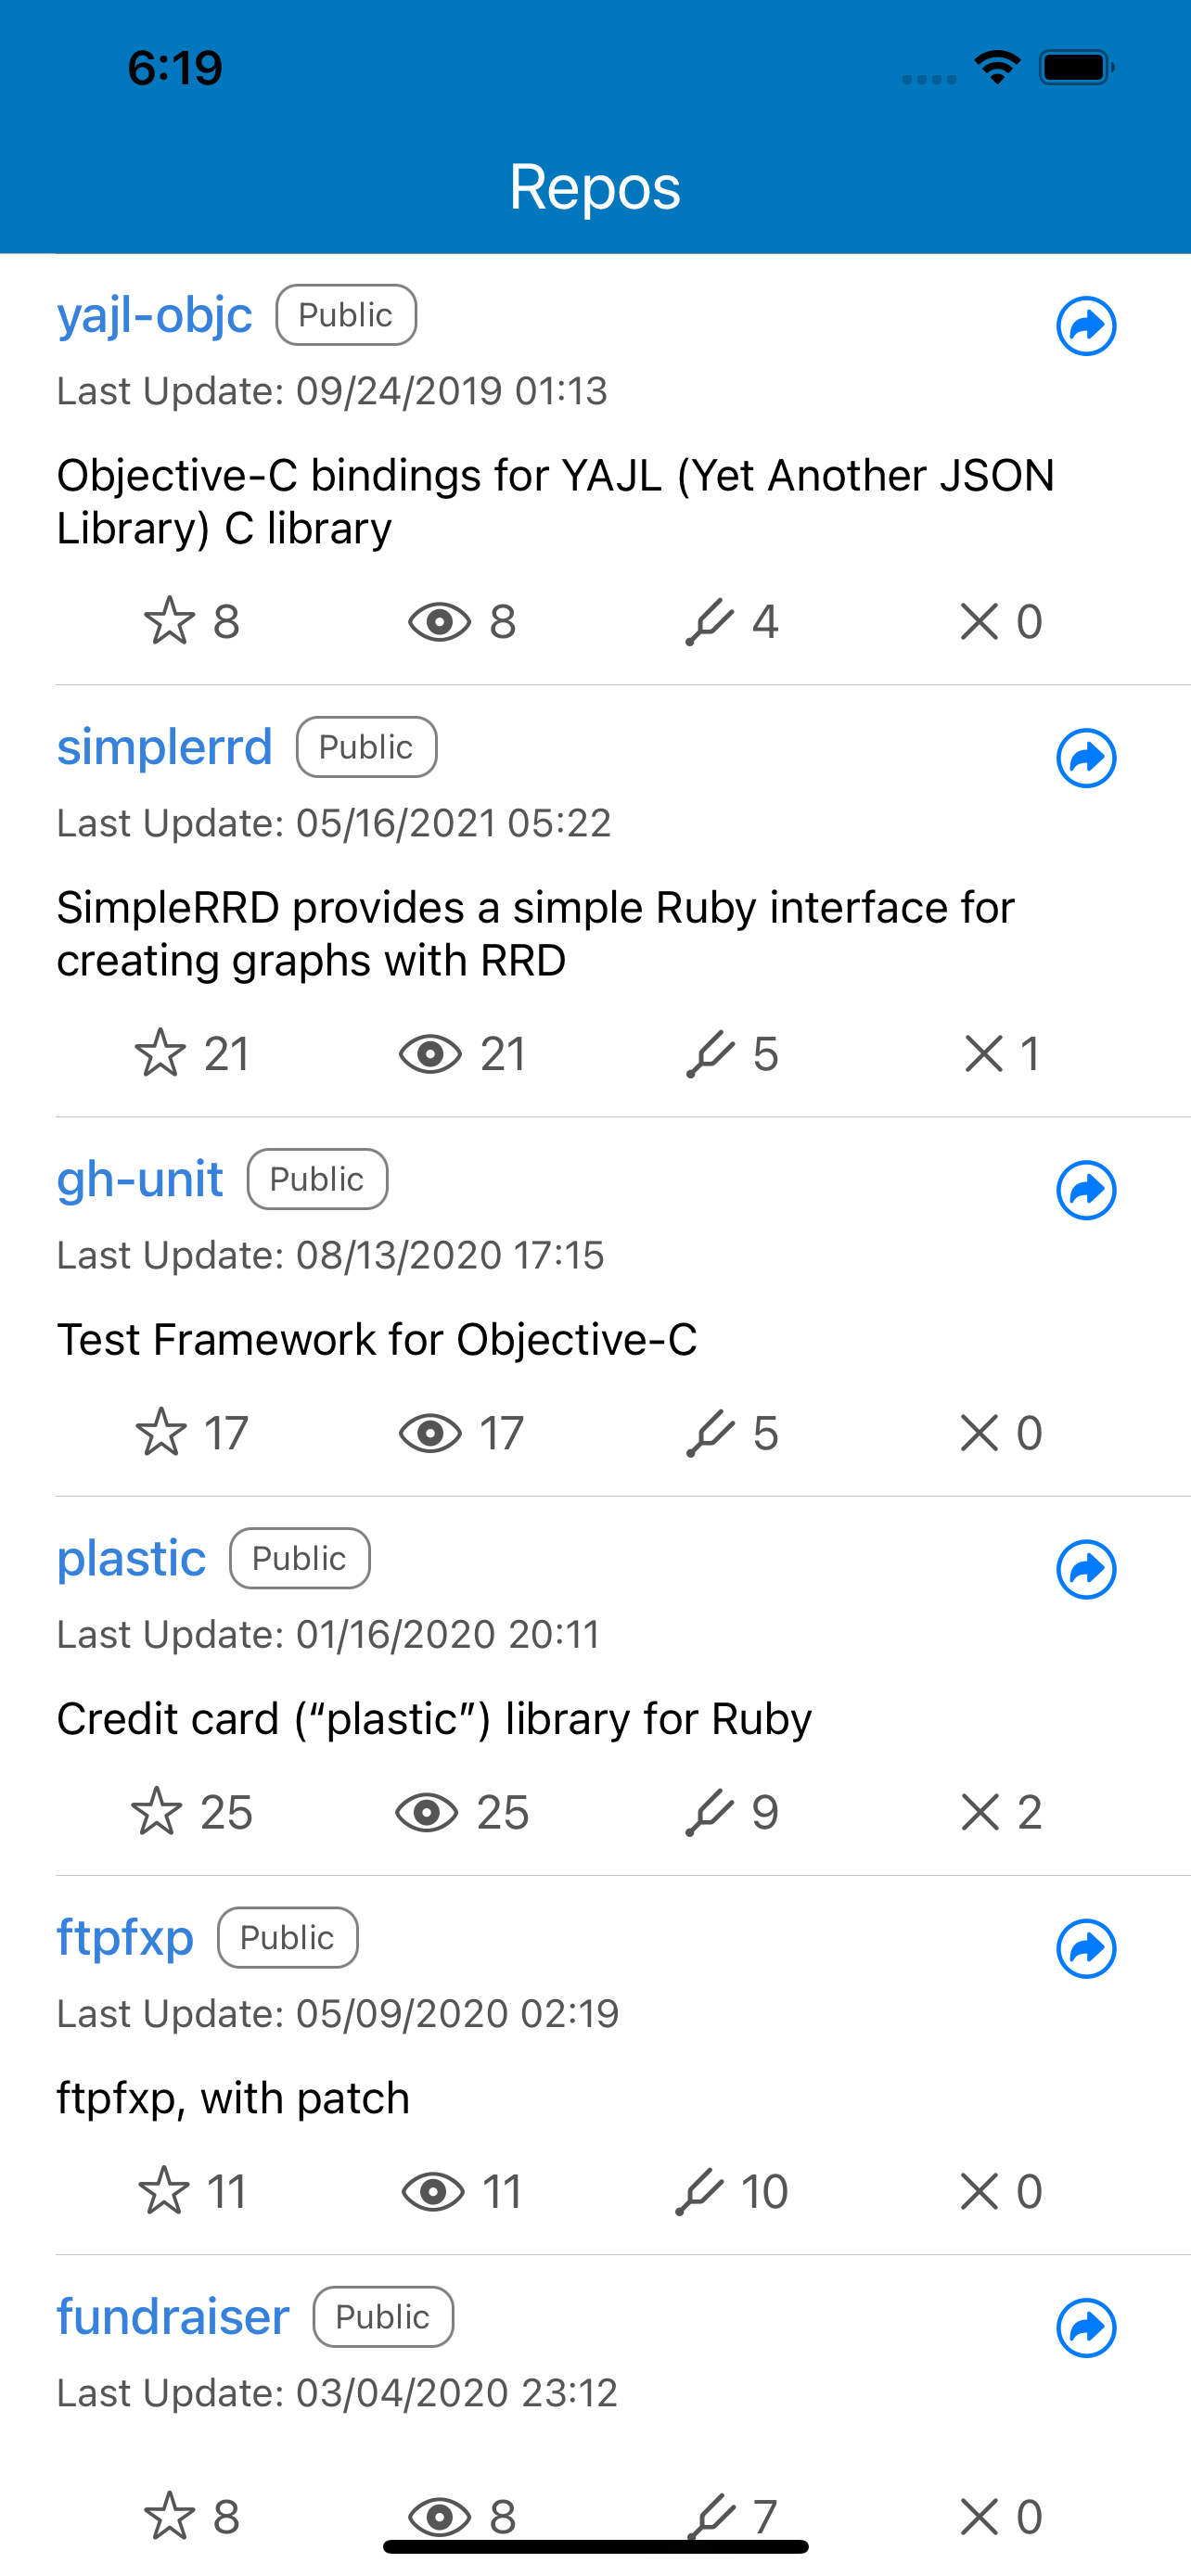 6:19
Repos
yajl-objc Public
Last Update: 09/24/2019 01:13
Objective-C bindings for YAJL (Yet Another JSON
Library) C library
8 8 4 0
simplerrd Public
Last Update: 05/16/2021 05:22
SimpleRRD provides a simple Ruby interface for
creating graphs with RRD
21 21 5 1
gh-unit Public
Last Update: 08/13/2020 17:15
Test Framework for Objective-C
17 17 5 0
plastic Public
Last Update: 01/16/2020 20:11
Credit card (“plastic”) library for Ruby
25 25 9 2
ftpfxp Public
Last Update: 05/09/2020 02:19
ftpfxp, with patch
11 11 10 0
fundraiser Public
Last Update: 03/04/2020 23:12
8 8 7 0